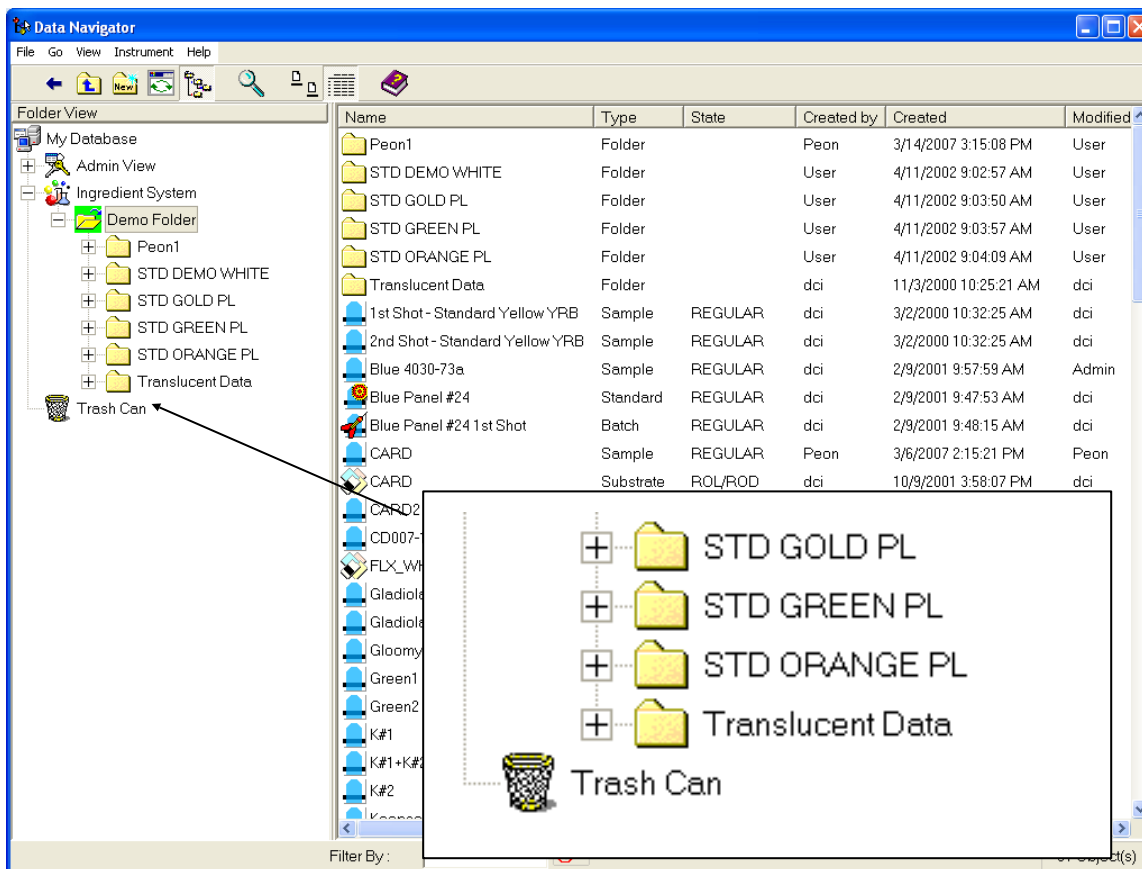 Data Navigator
File Go View Instrument Help
New
Folder View
My Database
Admin View
Ingredient System
Demo Folder
Peon1
STD DEMO WHITE
STD GOLD PL
STD GREEN PL
STD ORANGE PL
Translucent Data
Trash Can
Name Type State Created by Created Modified
Peon1 Folder Peon 3/14/2007 3:15:08 PM User
STD DEMO WHITE Folder User 4/11/2002 9:02:57 AM User
STD GOLD PL Folder User 4/11/2002 9:03:50 AM User
STD GREEN PL Folder User 4/11/2002 9:03:57 AM User
STD ORANGE PL Folder User 4/11/2002 9:04:09 AM User
Translucent Data Folder dci 11/3/2000 10:25:21 AM dci
1st Shot - Standard Yellow YRB Sample REGULAR dci 3/2/2000 10:32:25 AM dci
2nd Shot - Standard Yellow YRB Sample REGULAR dci 3/2/2000 10:32:25 AM dci
Blue 4030-73a Sample REGULAR dci 2/9/2001 9:57:59 AM Admin
Blue Panel #24 Standard REGULAR dci 2/9/2001 9:47:53 AM dci
Blue Panel #24 1st Shot Batch REGULAR dci 2/9/2001 9:48:15 AM dci
CARD Sample REGULAR Peon 3/6/2007 2:15:21 PM Peon
CARD Substrate ROL/ROD dci 10/9/2001 3:58:07 PM dci
CARD2
CD007-
FLX_WH
Gladiola
Gladiola
Gloomy
Green1
Green2
K#1
K#1+K#2
K#2
STD GOLD PL
STD GREEN PL
STD ORANGE PL
Translucent Data
Trash Can
Filter By :
Object(s)